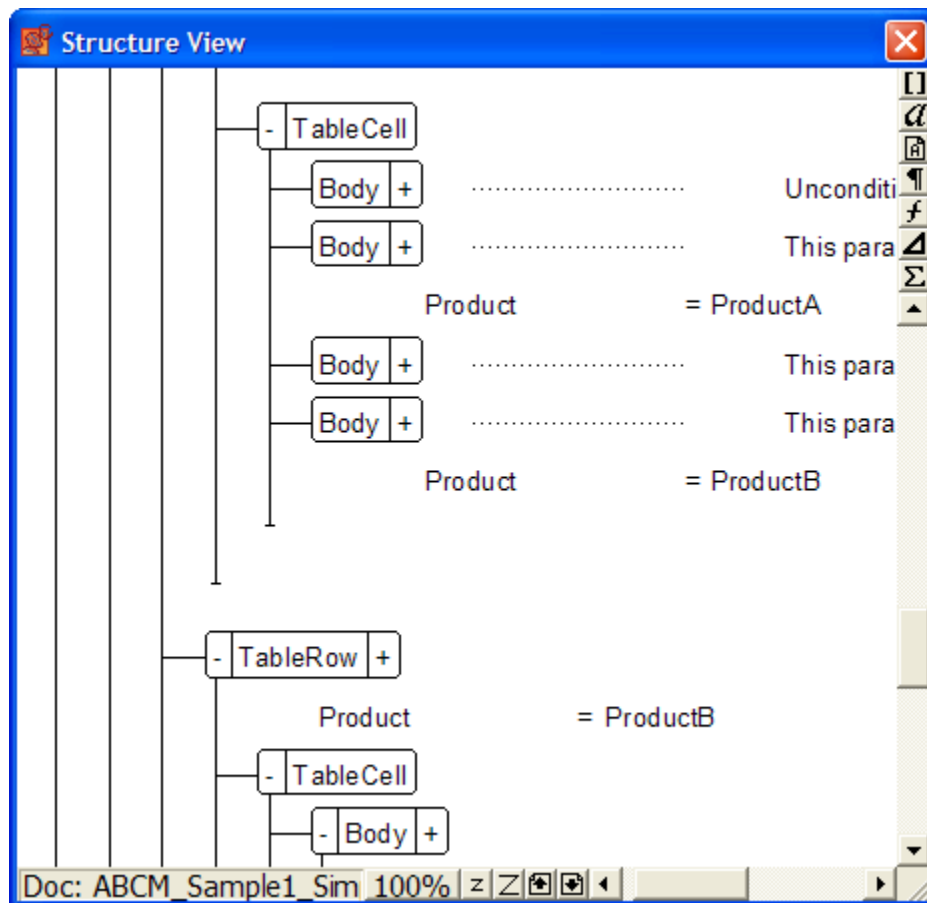 Structure View
- TableCell
Body + Unconditi
Body + This para
Product = ProductA
Body + This para
Body + This para
Product = ProductB
- TableRow +
Product = ProductB
- TableCell
- Body +
Doc: ABCM_Sample1_Sim 100% z Z